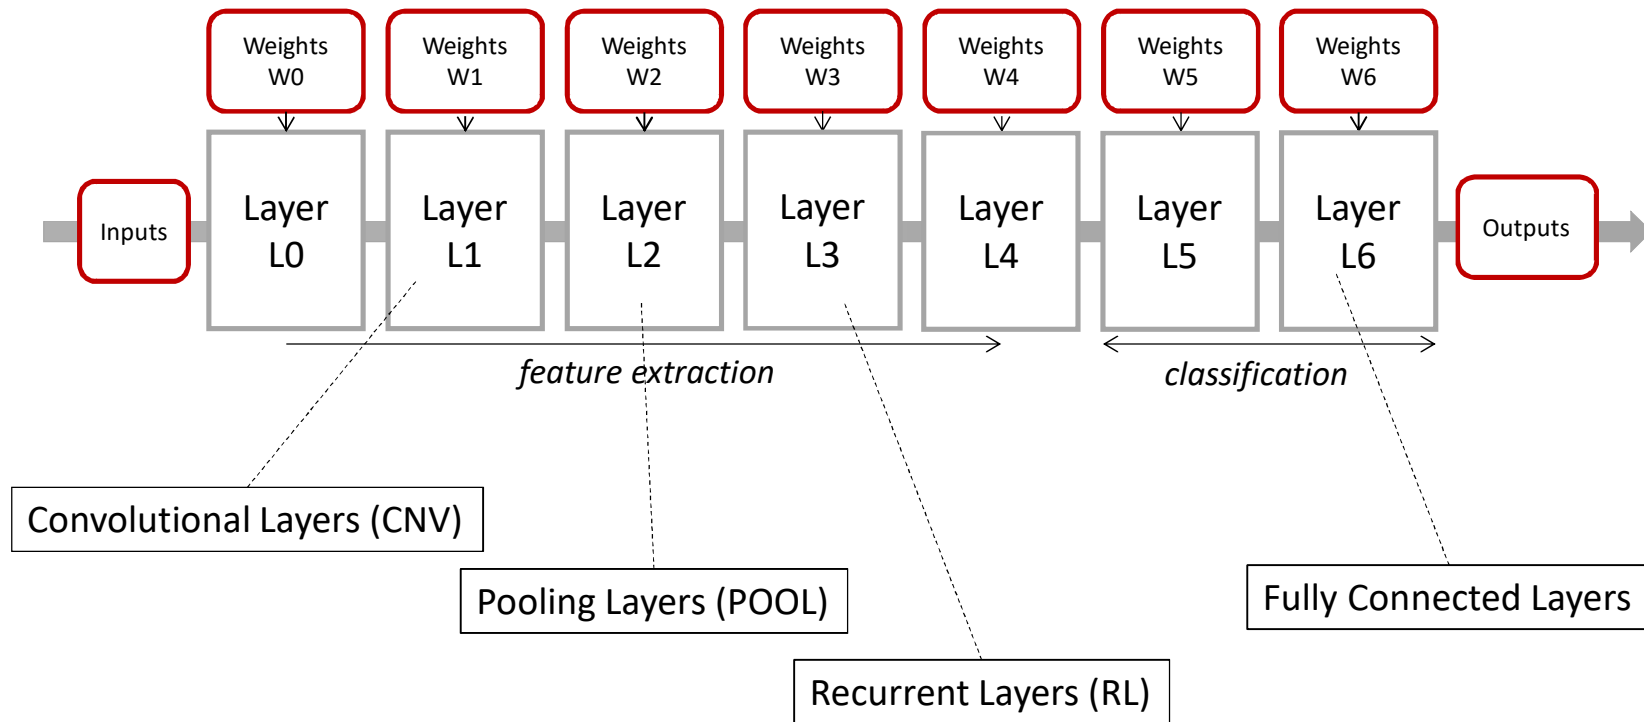 Weights
W0
Weights
W1
Weights
W2
Weights
W3
Weights
W4
Weights
W5
Weights
W6
Inputs
Layer
L0
Layer
L1
Layer
L2
Layer
L3
Layer
L4
Layer
L5
Layer
L6
Outputs
feature extraction
classification
Convolutional Layers (CNV)
Pooling Layers (POOL)
Recurrent Layers (RL)
Fully Connected Layers